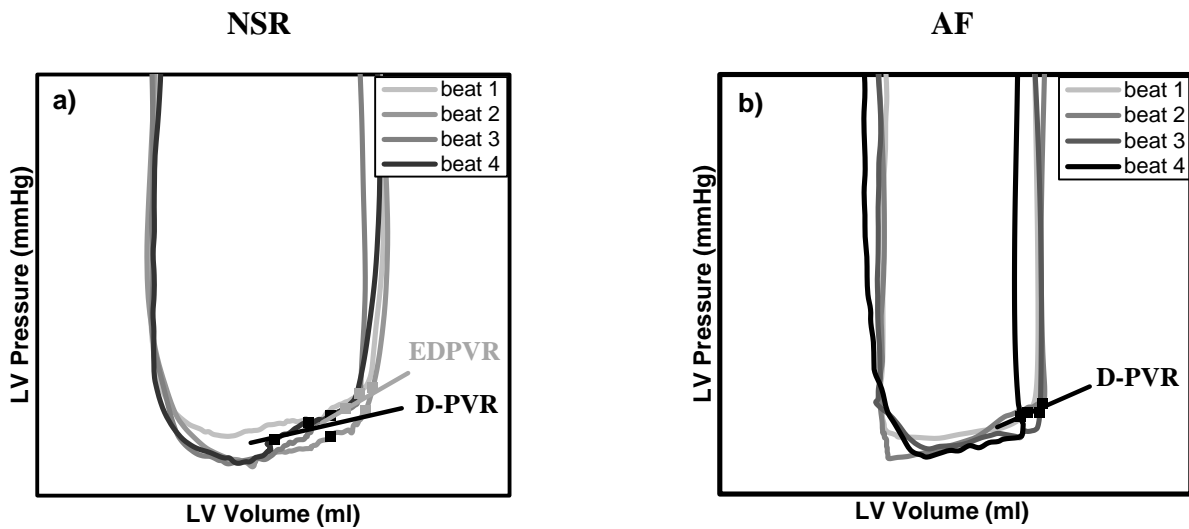 NSR
AF
a)
beat 1
beat 2
beat 3
beat 4
EDPVR
D-PVR
LV Pressure (mmHg)
LV Volume (ml)
b)
beat 1
beat 2
beat 3
beat 4
D-PVR
LV Pressure (mmHg)
LV Volume (ml)